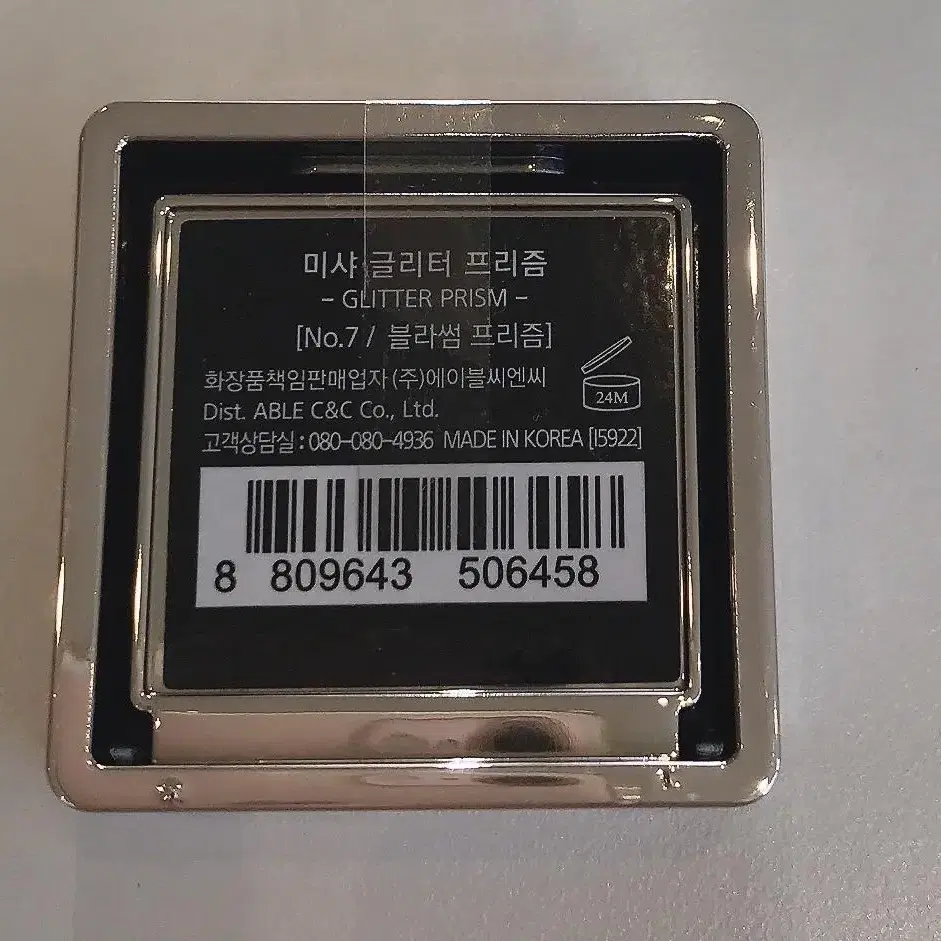 미샤 글리터 프리즘
– GLITTER PRISM –
[No.7 / 블라썸 프리즘]
화장품책임판매업자 (주)에이블씨엔씨
24M
Dist. ABLE C&C Co., Ltd.
고객상담실 : 080-080-4936 MADE IN KOREA [I5922]
8 809643 506458